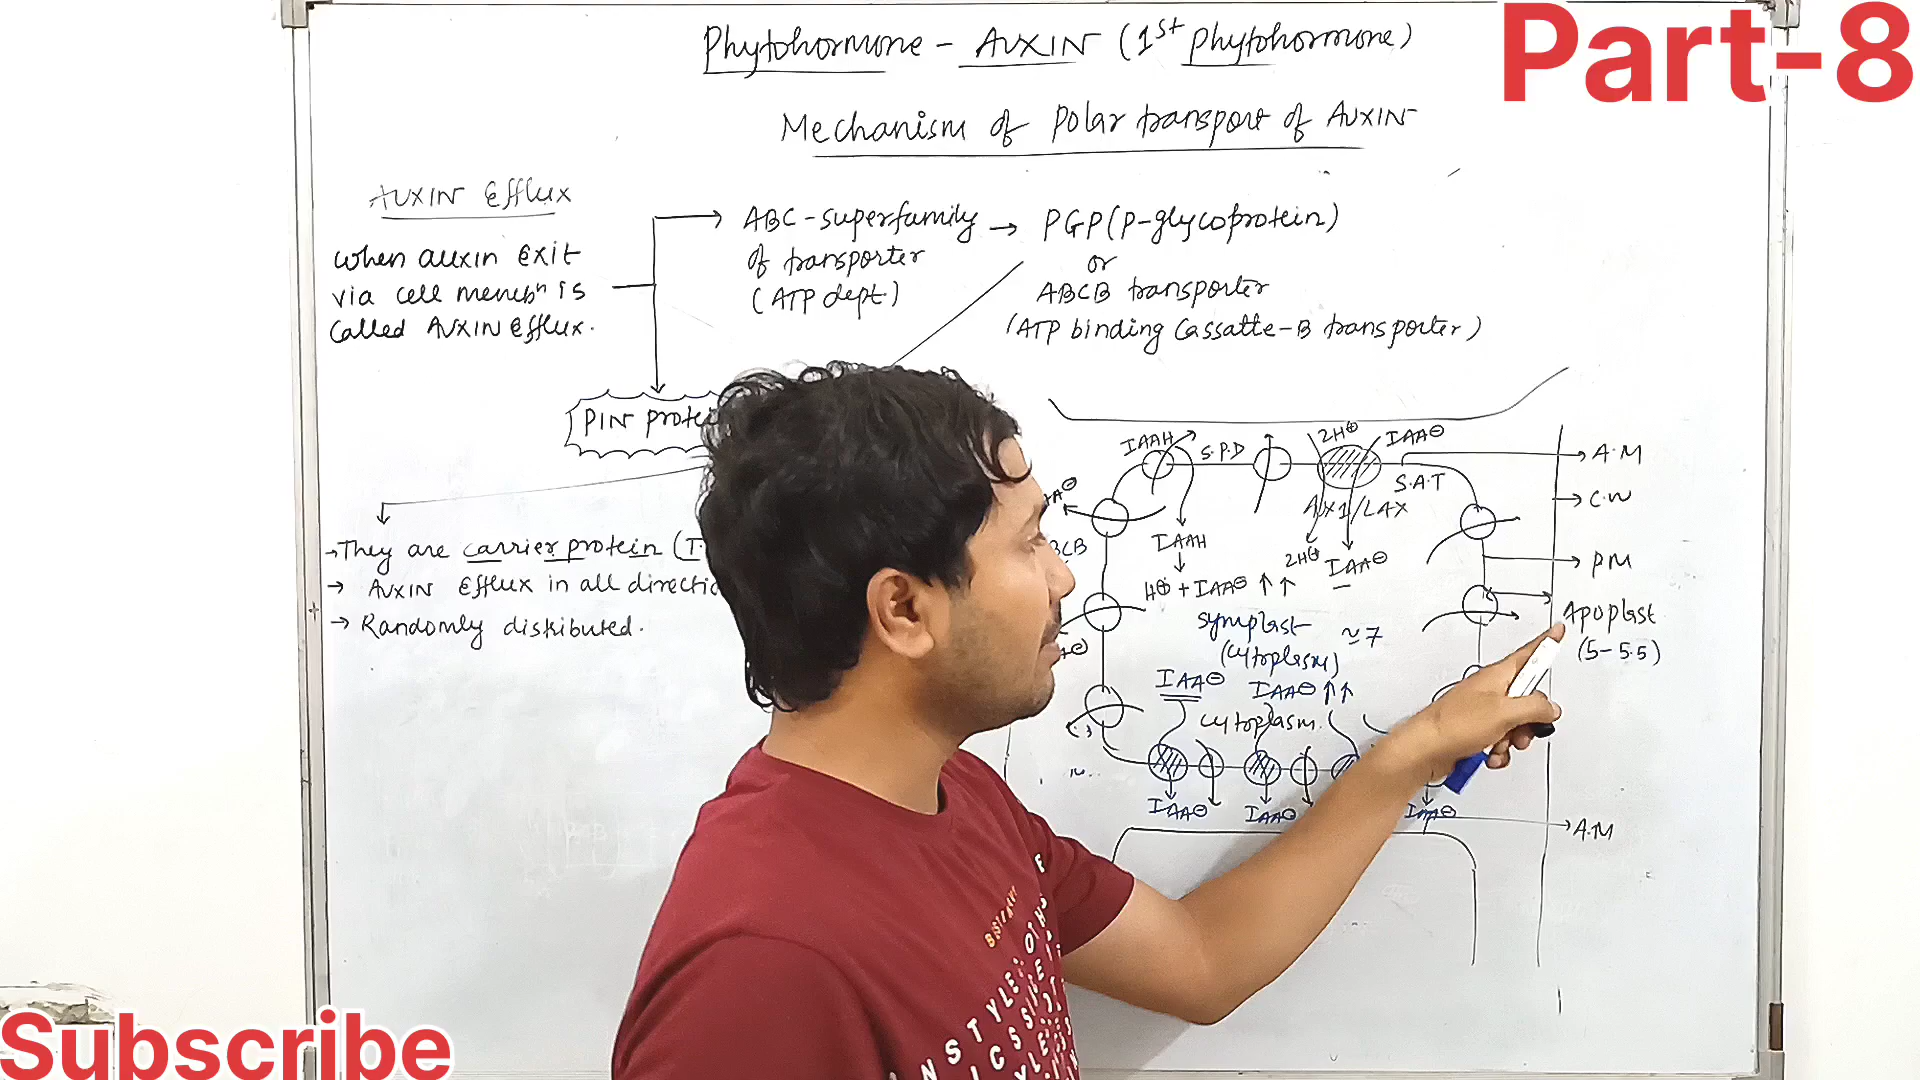 Part-8
Phytohormone - AUXIN (1st phytohormone)
Mechanism of Polar transport of AUXIN
AUXIN Efflux
when auxin exit
via cell membn is
called AUXIN Efflux.
ABC-superfamily
of transporter
(ATP dept.)
→ PGP (P-glycoprotein)
or
ABCB transporter
(ATP binding Cassatte-B transporter)
PIN
→ They are carrier protein
→ AUXIN Efflux in all
→ Randomly distributed.
IAAH
S.P.D
2H⊕
IAA⊖
S.A.T
AUX1/LAX
IAAH
H⊕ + IAA⊖ ↑↑
2H⊕
IAA⊖
symplast
(cytoplasm)
≃7
IAA⊖
IAA⊖ ↑↑
cytoplasm.
IAA⊖
IAA⊖
IAA⊖
A.M
C.W
PM
Apoplast
(5-5.5)
A.M
Subscribe